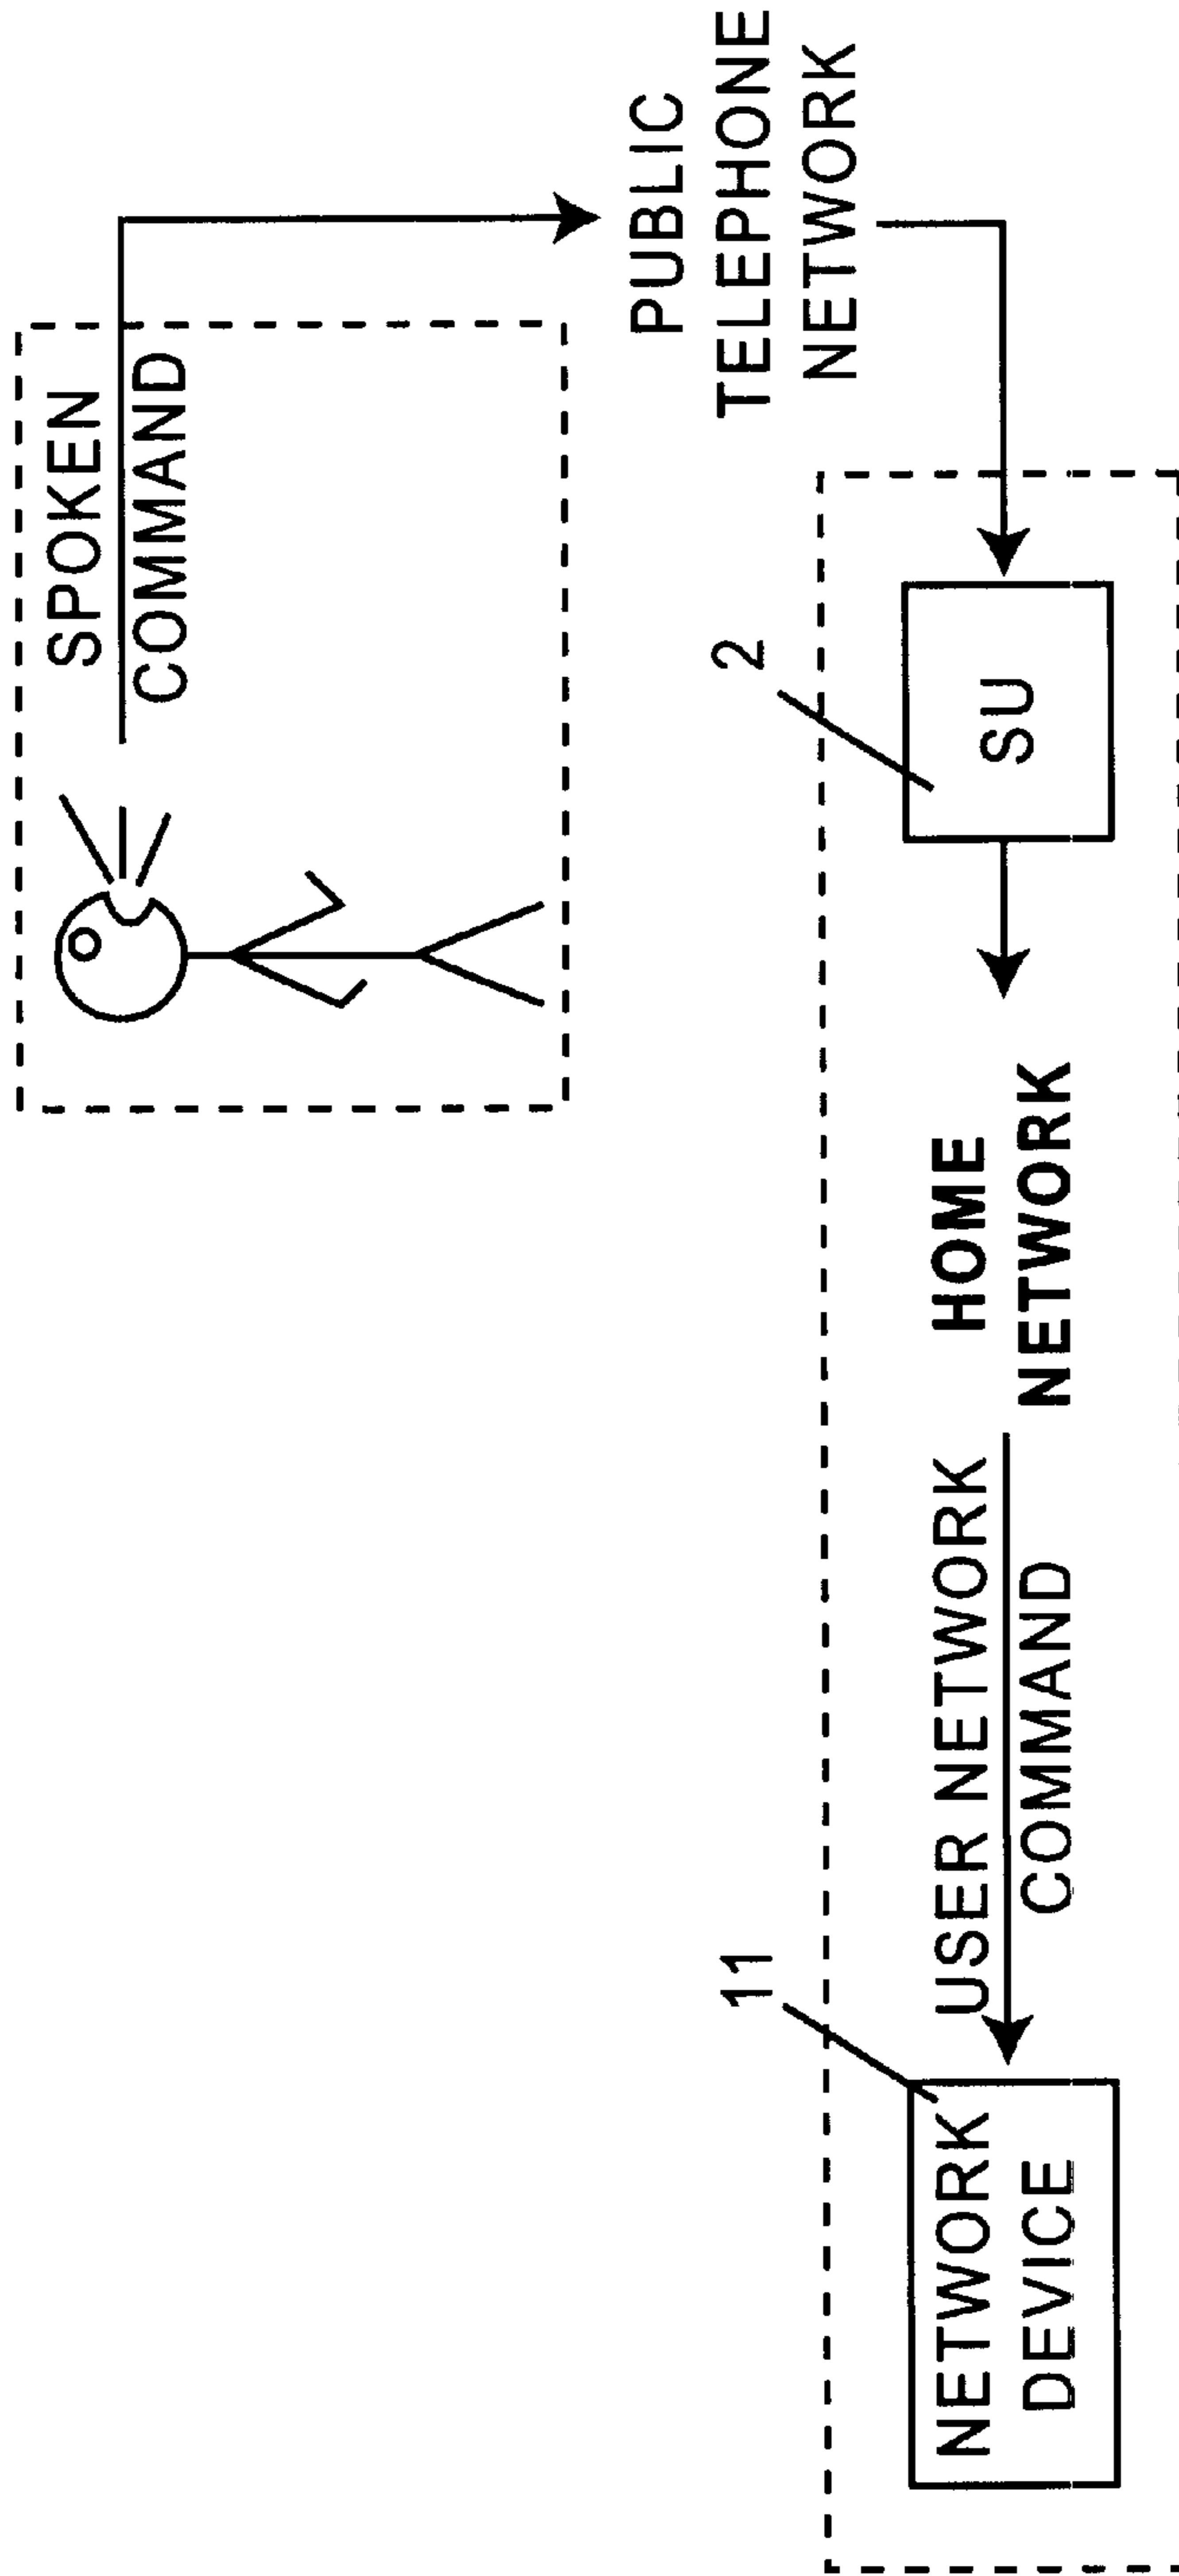 SPOKEN
COMMAND
PUBLIC
TELEPHONE
NETWORK
11
2
NETWORK
DEVICE
USER NETWORK
COMMAND
HOME
NETWORK
SU